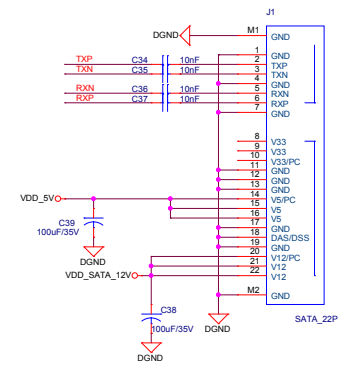 J1
DGND M1 GND
1 GND
TXP C34 10nF 2 TXP
TXN C35 10nF 3 TXN
4 GND
RXN C36 10nF 5 RXN
RXP C37 10nF 6 RXP
7 GND
8 V33
9 V33
10 V33/PC
11 GND
12 GND
13 GND
VDD_5V 14 V5/PC
15 V5
16 V5
C39 17 GND
100uF/35V 18 DAS/DSS
19 GND
DGND 20 V12/PC
21 V12
VDD_SATA_12V 22 V12
M2 GND
C38
100uF/35V DGND SATA_22P
DGND